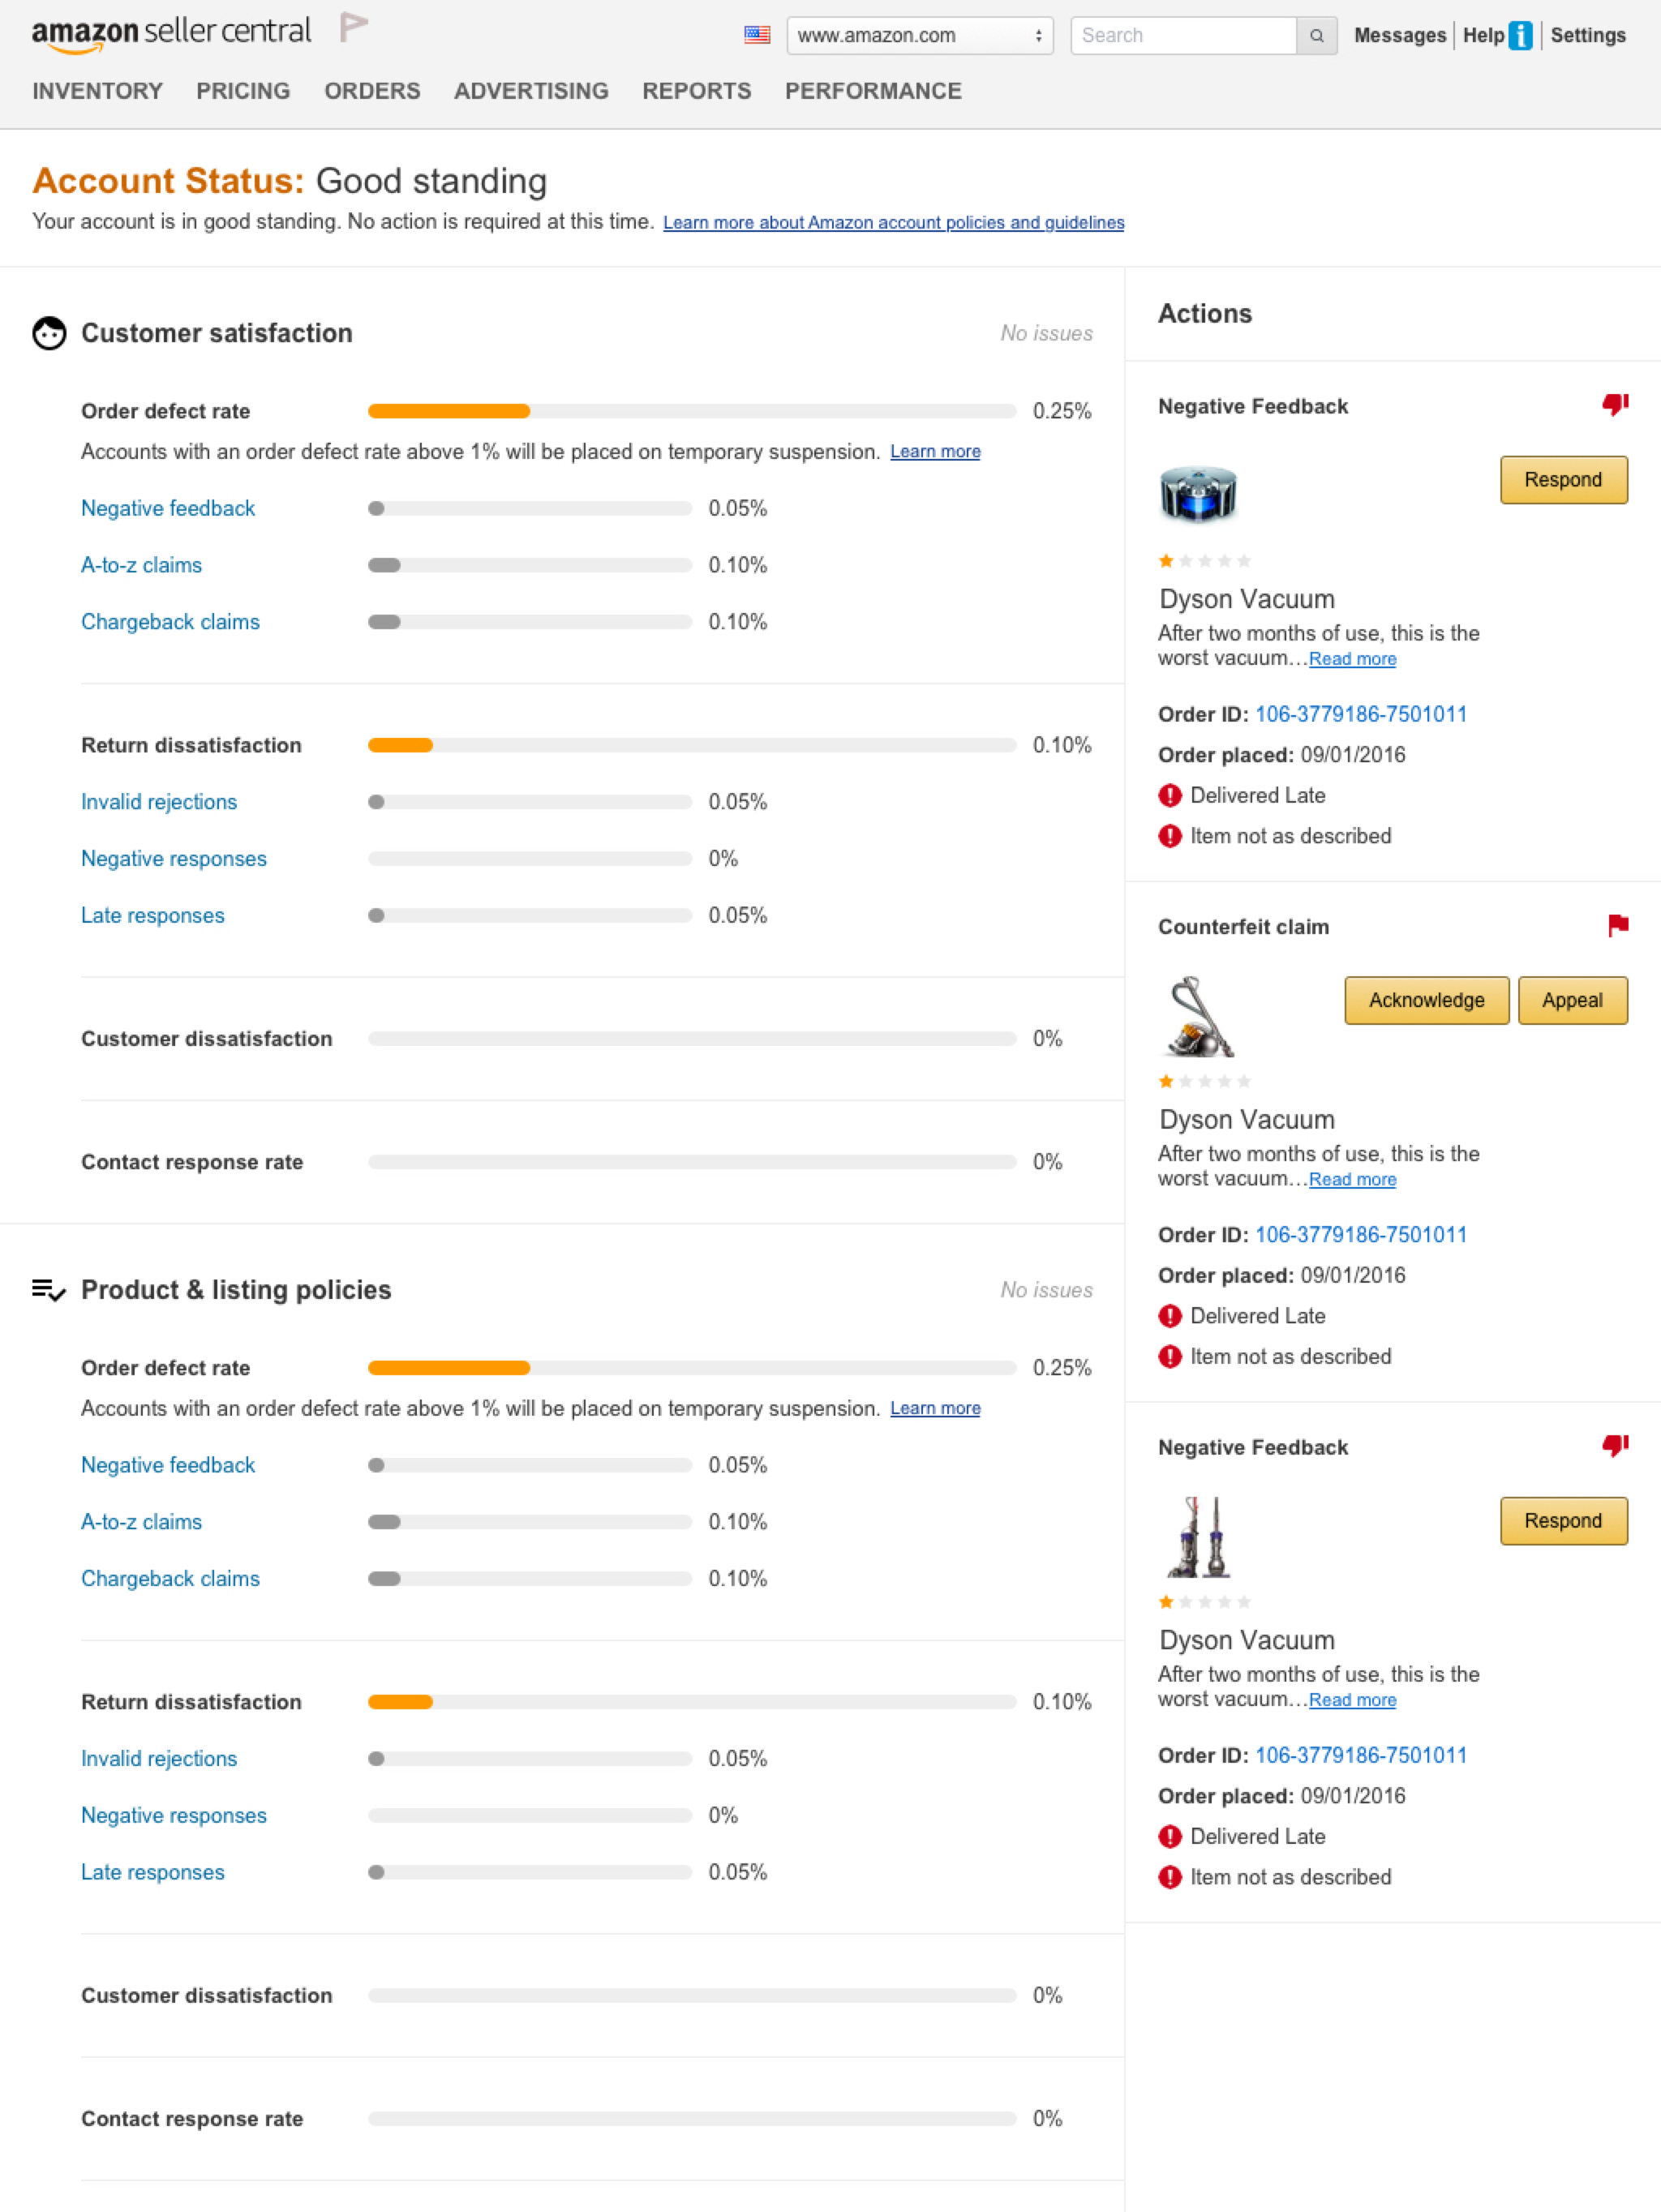 amazon seller central
www.amazon.com
Search
Messages
Help
Settings
INVENTORY PRICING ORDERS ADVERTISING REPORTS PERFORMANCE
Account Status: Good standing
Your account is in good standing. No action is required at this time. Learn more about Amazon account policies and guidelines
Customer satisfaction
No issues
Order defect rate 0.25%
Accounts with an order defect rate above 1% will be placed on temporary suspension. Learn more
Negative feedback 0.05%
A-to-z claims 0.10%
Chargeback claims 0.10%
Return dissatisfaction 0.10%
Invalid rejections 0.05%
Negative responses 0%
Late responses 0.05%
Customer dissatisfaction 0%
Contact response rate 0%
Product & listing policies
No issues
Order defect rate 0.25%
Accounts with an order defect rate above 1% will be placed on temporary suspension. Learn more
Negative feedback 0.05%
A-to-z claims 0.10%
Chargeback claims 0.10%
Return dissatisfaction 0.10%
Invalid rejections 0.05%
Negative responses 0%
Late responses 0.05%
Customer dissatisfaction 0%
Contact response rate 0%
Actions
Negative Feedback
Respond
Dyson Vacuum
After two months of use, this is the
worst vacuum...Read more
Order ID: 106-3779186-7501011
Order placed: 09/01/2016
Delivered Late
Item not as described
Counterfeit claim
Acknowledge
Appeal
Dyson Vacuum
After two months of use, this is the
worst vacuum...Read more
Order ID: 106-3779186-7501011
Order placed: 09/01/2016
Delivered Late
Item not as described
Negative Feedback
Respond
Dyson Vacuum
After two months of use, this is the
worst vacuum...Read more
Order ID: 106-3779186-7501011
Order placed: 09/01/2016
Delivered Late
Item not as described